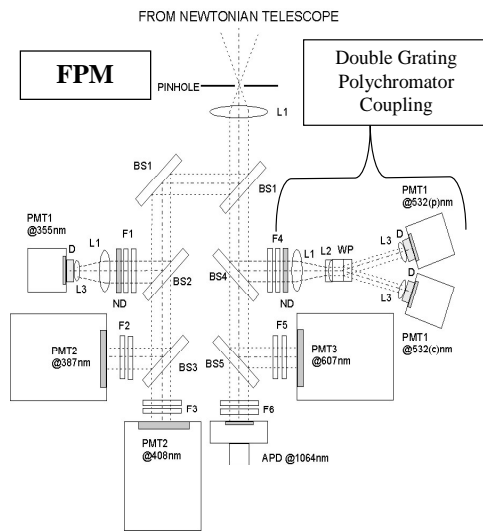 FROM NEWTONIAN TELESCOPE
FPM
Double Grating
Polychromator
Coupling
PINHOLE
L1
BS1
BS1
PMT1
@532(p)nm
PMT1
@355nm
D
L1
F1
L3
ND
BS2
BS4
F4
L1
L2
WP
ND
L3
D
D
L3
PMT1
@532(c)nm
PMT2
@387nm
F2
BS3
BS5
F5
PMT3
@607nm
F3
F6
PMT2
@408nm
APD @1064nm